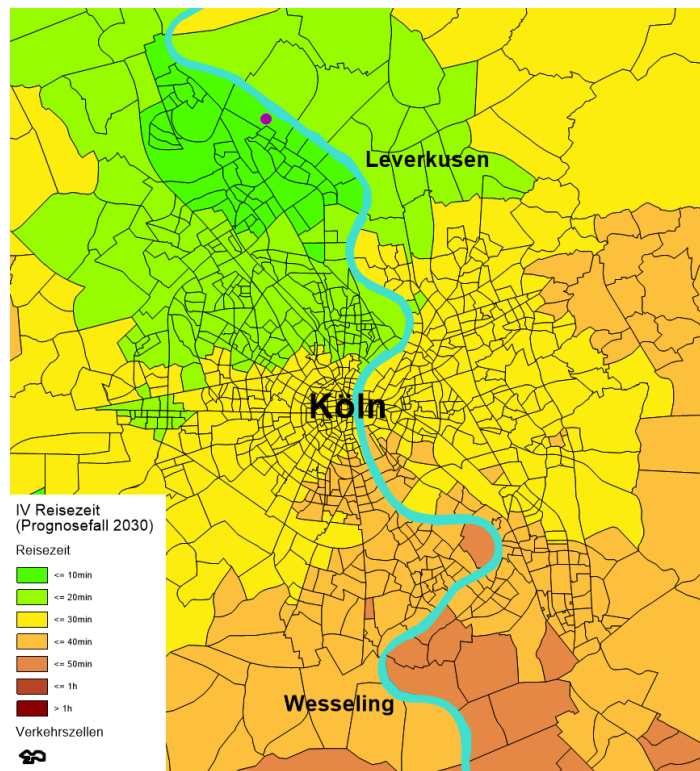 Leverkusen
Köln
Wesseling
IV Reisezeit
(Prognosefall 2030)
Reisezeit
<= 10min
<= 20min
<= 30min
<= 40min
<= 50min
<= 1h
> 1h
Verkehrszellen